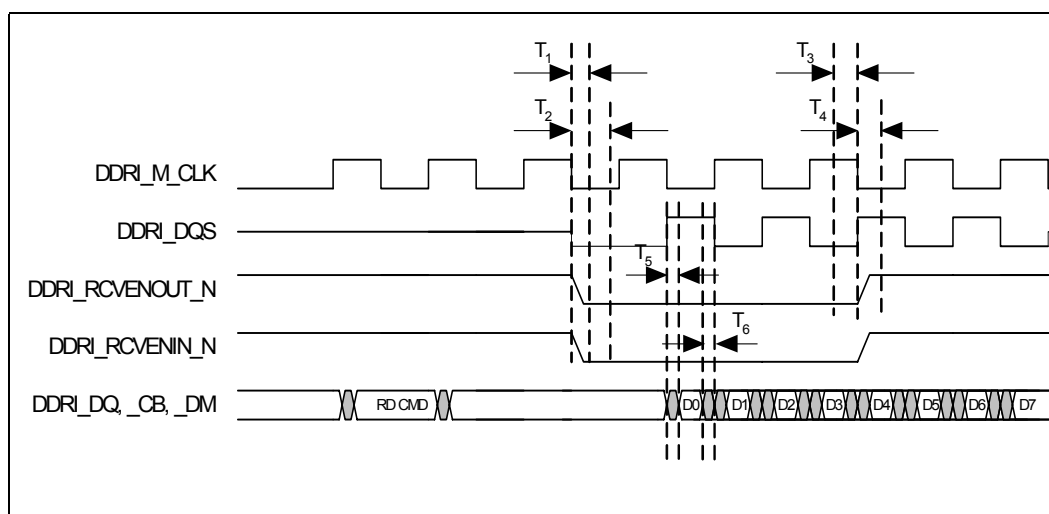 T1
T3
T2
T4
DDRI_M_CLK
DDRI_DQS
T5
DDRI_RCVENOUT_N
T6
DDRI_RCVENIN_N
DDRI_DQ, _CB, _DM
RD CMD
D0
D1
D2
D3
D4
D5
D6
D7